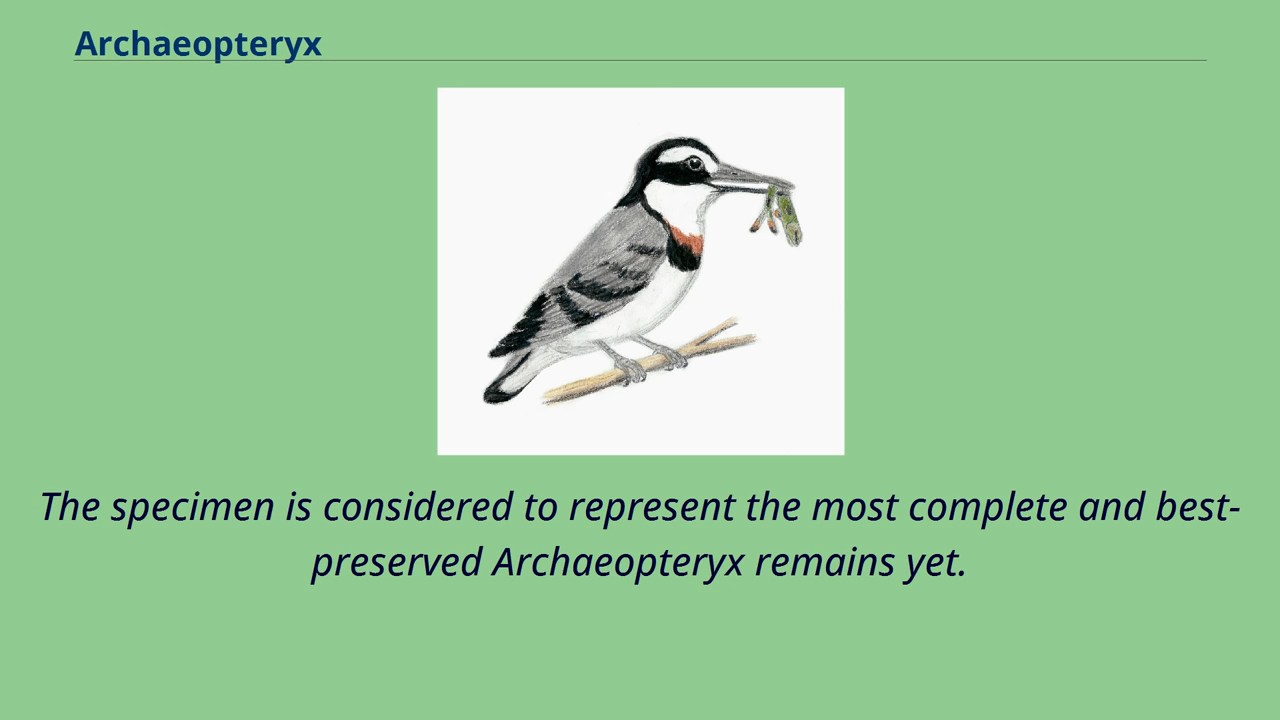 Archaeopteryx
The specimen is considered to represent the most complete and best-
preserved Archaeopteryx remains yet.